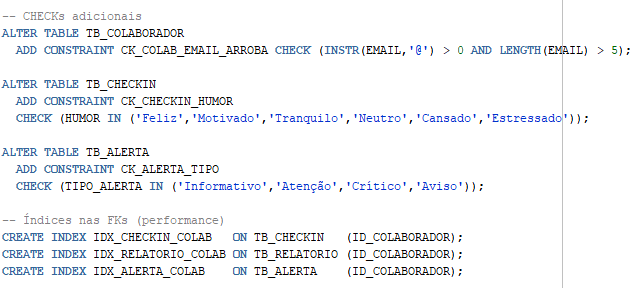 -- CHECKs adicionais
ALTER TABLE TB_COLABORADOR
  ADD CONSTRAINT CK_COLAB_EMAIL_ARROBA CHECK (INSTR(EMAIL,'@') > 0 AND LENGTH(EMAIL) > 5);

ALTER TABLE TB_CHECKIN
  ADD CONSTRAINT CK_CHECKIN_HUMOR
  CHECK (HUMOR IN ('Feliz','Motivado','Tranquilo','Neutro','Cansado','Estressado'));

ALTER TABLE TB_ALERTA
  ADD CONSTRAINT CK_ALERTA_TIPO
  CHECK (TIPO_ALERTA IN ('Informativo','Atenção','Crítico','Aviso'));

-- Índices nas FKs (performance)
CREATE INDEX IDX_CHECKIN_COLAB   ON TB_CHECKIN   (ID_COLABORADOR);
CREATE INDEX IDX_RELATORIO_COLAB ON TB_RELATORIO (ID_COLABORADOR);
CREATE INDEX IDX_ALERTA_COLAB    ON TB_ALERTA    (ID_COLABORADOR);